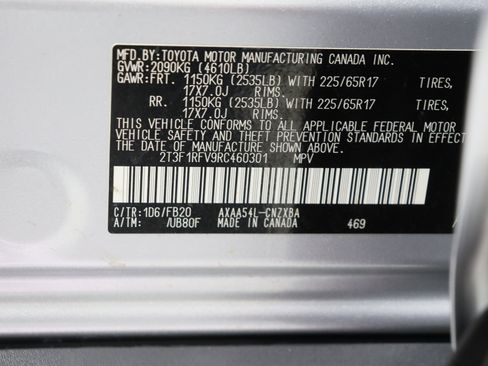 MFD.BY:TOYOTA MOTOR MANUFACTURING CANADA INC.
GVWR:2090KG (4610LB)
GAWR:FRT. 1150KG (2535LB) WITH 225/65R17 TIRES,
17X7.0J RIMS.
RR. 1150KG (2535LB) WITH 225/65R17 TIRES,
17X7.0J RIMS.
THIS VEHICLE CONFORMS TO ALL APPLICABLE FEDERAL MOTOR
VEHICLE SAFETY AND THEFT PREVENTION STANDARDS IN EFFE
THE DATE OF MANUFACTURE SHOWN ABOVE.
2T3F1RFV9RC460301 MPV
C/TR:1D6/FB20 AXAA54L-CNZXBA
A/TM: /UB80F MADE IN CANADA 469